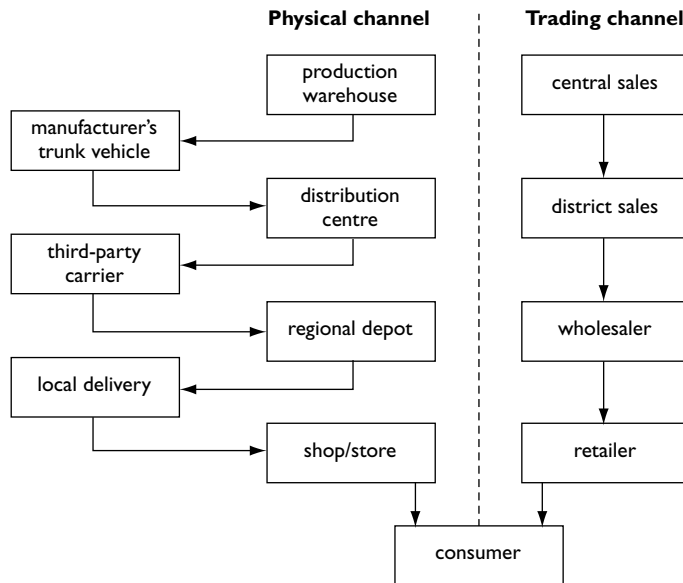 Physical channel
Trading channel
production
warehouse
central sales
manufacturer's
trunk vehicle
distribution
centre
district sales
third-party
carrier
regional depot
wholesaler
local delivery
shop/store
retailer
consumer